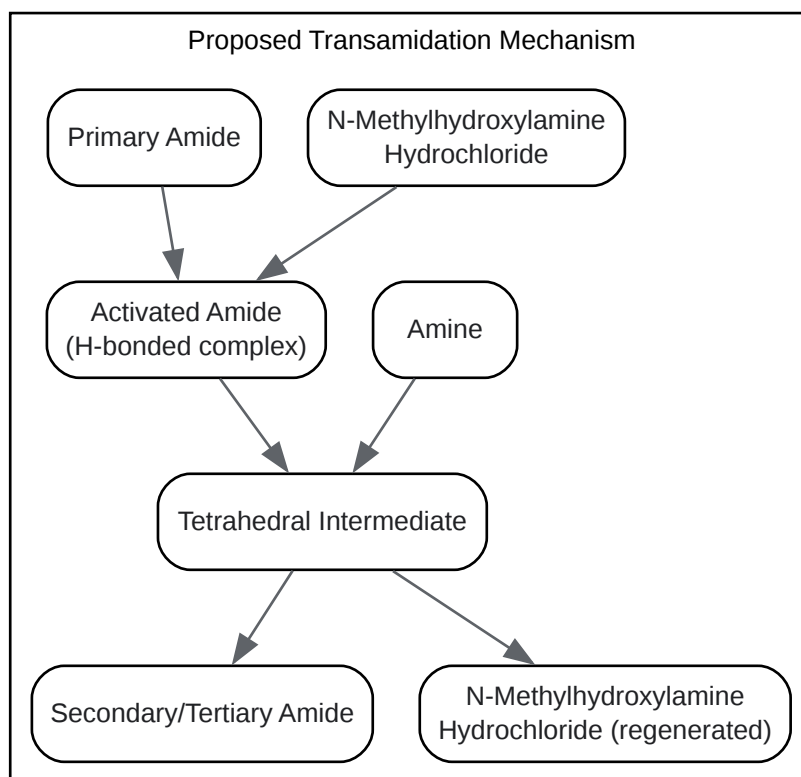 Proposed Transamidation Mechanism
Primary Amide
N-Methylhydroxylamine
Hydrochloride
Activated Amide
(H-bonded complex)
Amine
Tetrahedral Intermediate
Secondary/Tertiary Amide
N-Methylhydroxylamine
Hydrochloride (regenerated)